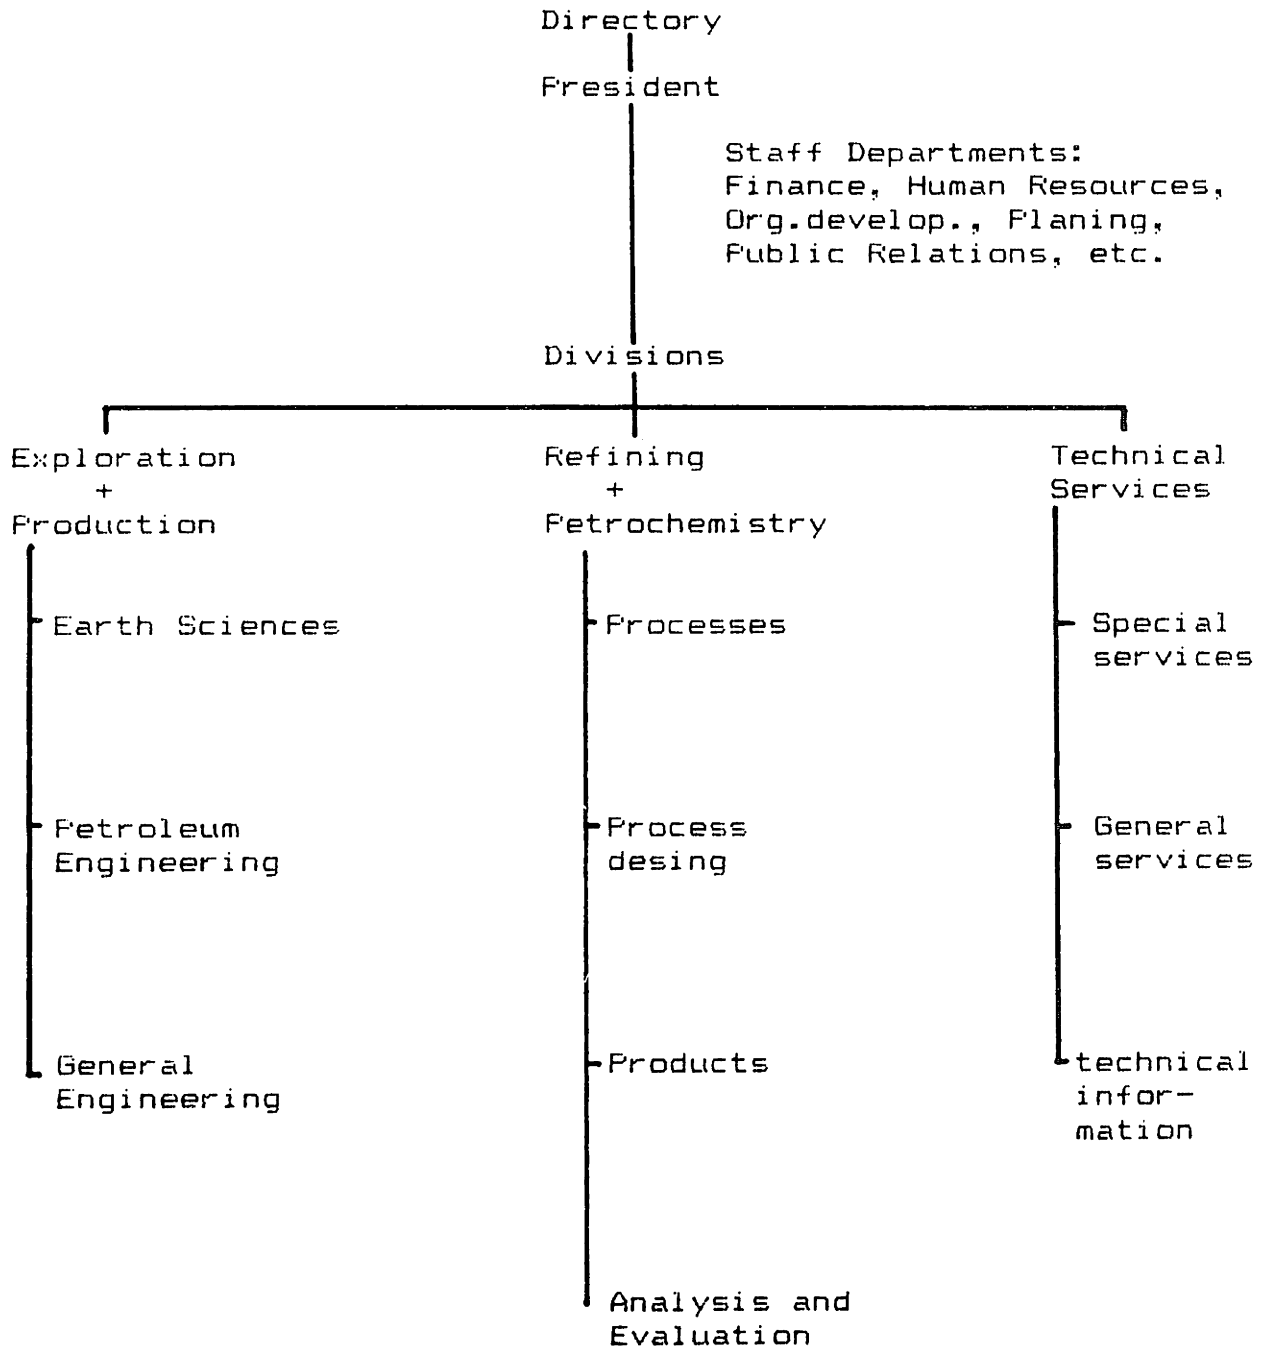 Directory
President
Staff Departments:
Finance, Human Resources,
Org.develop., Planing,
Public Relations, etc.
Divisions
Exploration
+
Production
Earth Sciences
Petroleum
Engineering
General
Engineering
Refining
+
Petrochemistry
Processes
Process
desing
Products
Analysis and
Evaluation
Technical
Services
Special
services
General
services
technical
infor-
mation